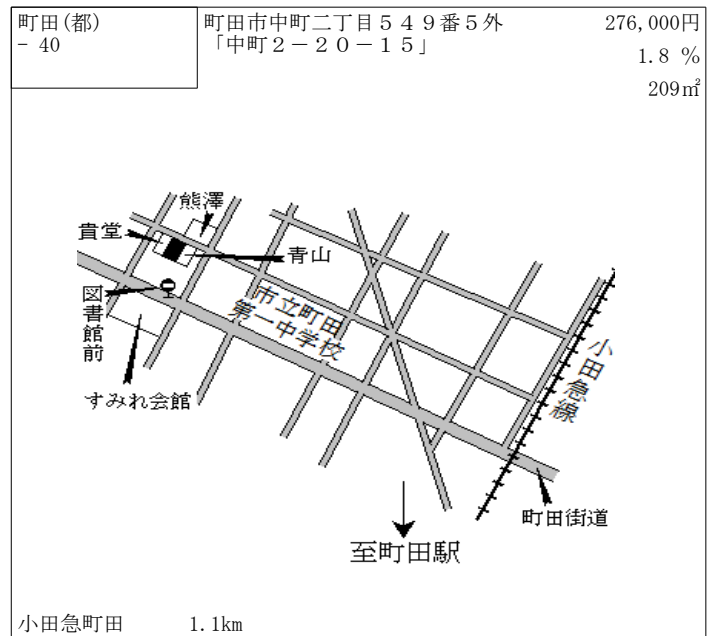 町田(都)
- 40
町田市中町二丁目５４９番５外
「中町２－２０－１５」
276,000円
1.8 %
209㎡
熊澤
貴堂
青山
図書館前
市立町田
第一中学校
すみれ会館
小田急線
町田街道
至町田駅
小田急町田 1.1km